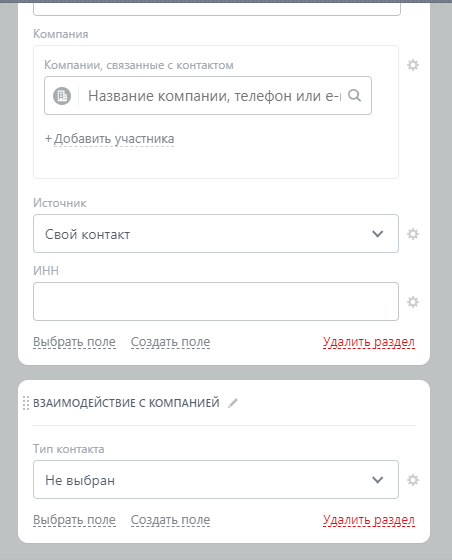 Компания
Компании, связанные с контактом
Название компании, телефон или e-
+ Добавить участника
Источник
Свой контакт
ИНН
Выбрать поле Создать поле Удалить раздел
ВЗАИМОДЕЙСТВИЕ С КОМПАНИЕЙ
Тип контакта
Не выбран
Выбрать поле Создать поле Удалить раздел